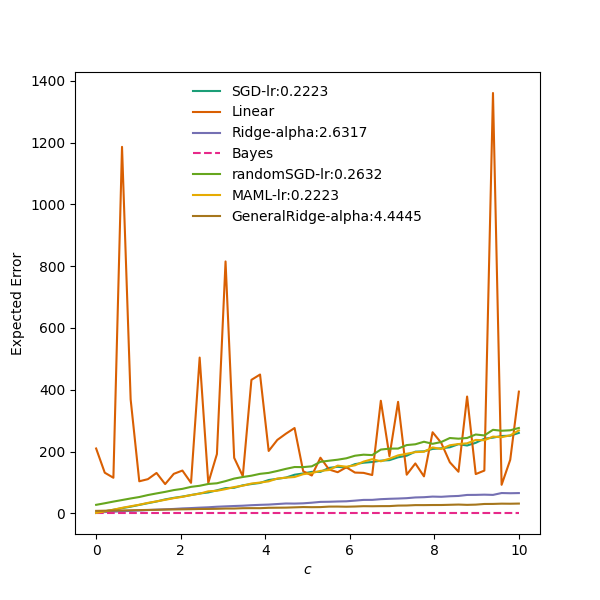 SGD-lr:0.2223
Linear
Ridge-alpha:2.6317
Bayes
randomSGD-lr:0.2632
MAML-lr:0.2223
GeneralRidge-alpha:4.4445
Expected Error
1400
1200
1000
800
600
400
200
0
0 2 4 6 8 10
c